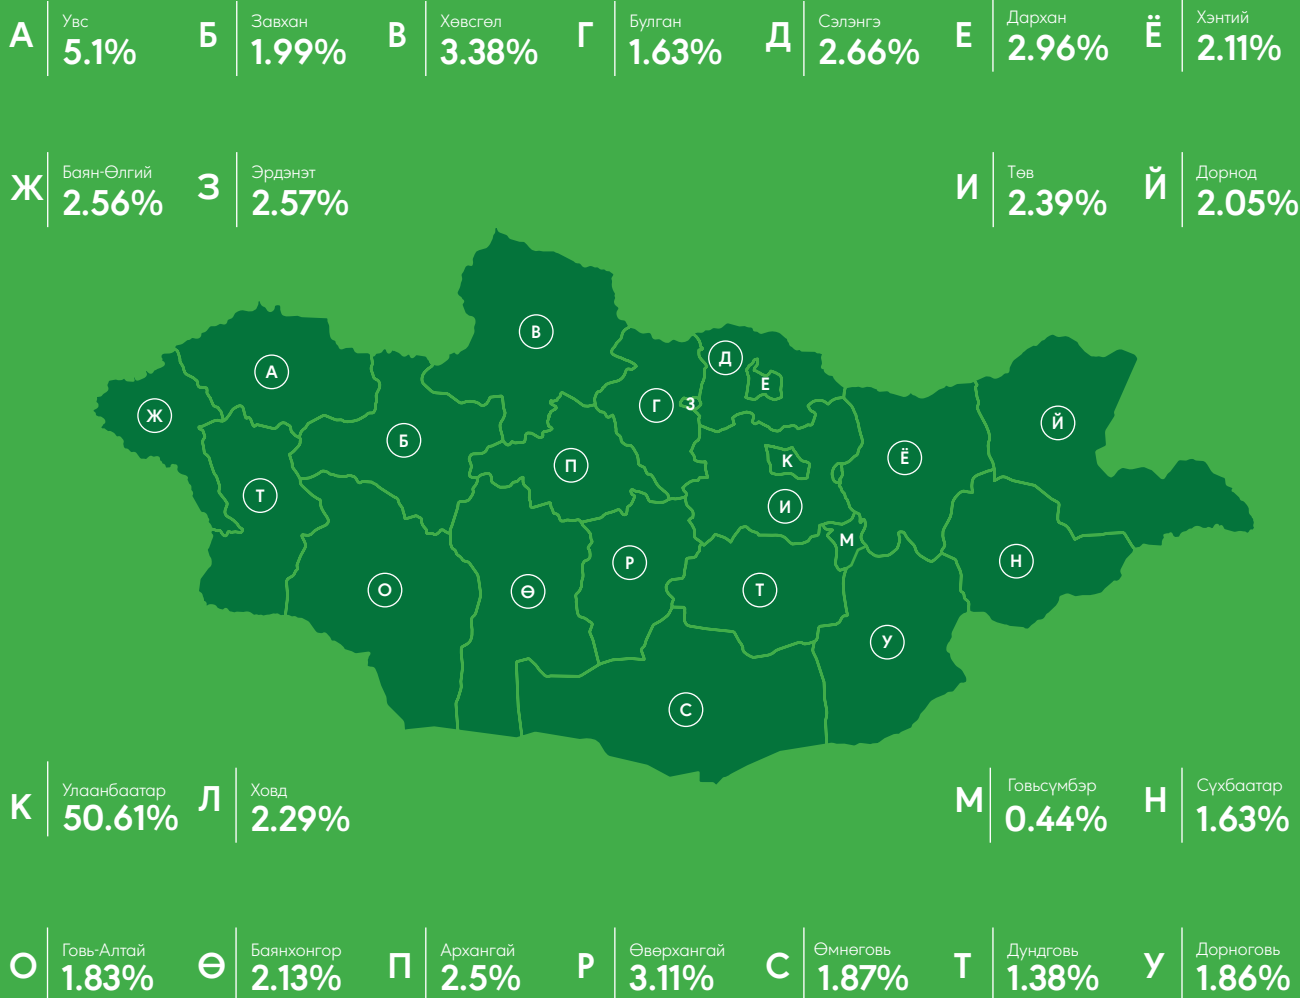 А
Увс
5.1%
Б
Завхан
1.99%
В
Хөвсгөл
3.38%
Г
Булган
1.63%
Д
Сэлэнгэ
2.66%
Е
Дархан
2.96%
Ё
Хэнтий
2.11%
Ж
Баян-Өлгий
2.56%
З
Эрдэнэт
2.57%
И
Төв
2.39%
Й
Дорнод
2.05%
В
Д
А
Е
З
Г
Ж
Й
Б
Ё
К
П
Т
И
М
Н
Р
О
Ө
Т
У
С
К
Улаанбаатар
50.61%
Л
Ховд
2.29%
М
Говьсүмбэр
0.44%
Н
Сүхбаатар
1.63%
О
Говь-Алтай
1.83%
Ө
Баянхонгор
2.13%
П
Архангай
2.5%
Р
Өвөрхангай
3.11%
С
Өмнөговь
1.87%
Т
Дундговь
1.38%
У
Дорноговь
1.86%